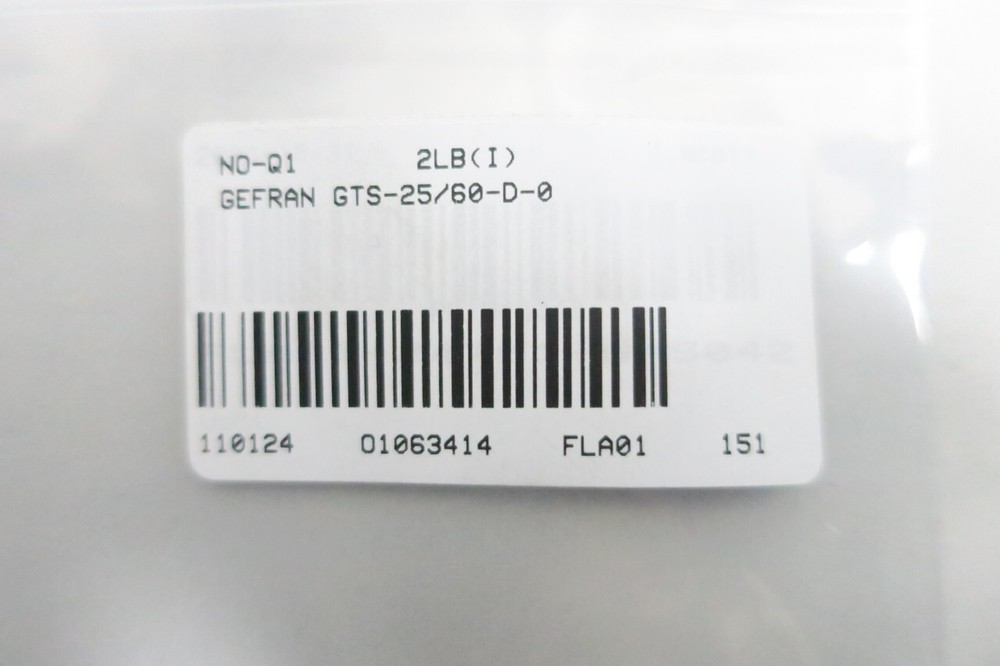 NO-Q1 2LB(I)
GEFRAN GTS-25/60-D-0
110124 01063414 FLA01 151